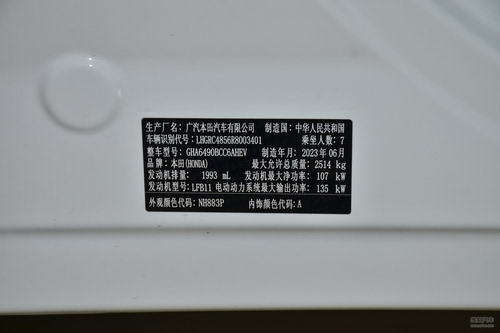 生产厂名: 广汽本田汽车有限公司 制造国: 中华人民共和国
车辆识别代号: LHGRC4856R8003401 乘坐人数: 7
整车型号: GHA6490BCC6AHEV 制造年月: 2023年06月
品牌: 本田(HONDA) 最大允许总质量: 2514 kg
发动机排量: 1993 mL 发动机最大净功率: 107 kW
发动机型号: LFB11 电动动力系统最大输出功率: 135 kW
外观颜色代码: NH883P 内饰颜色代码: A